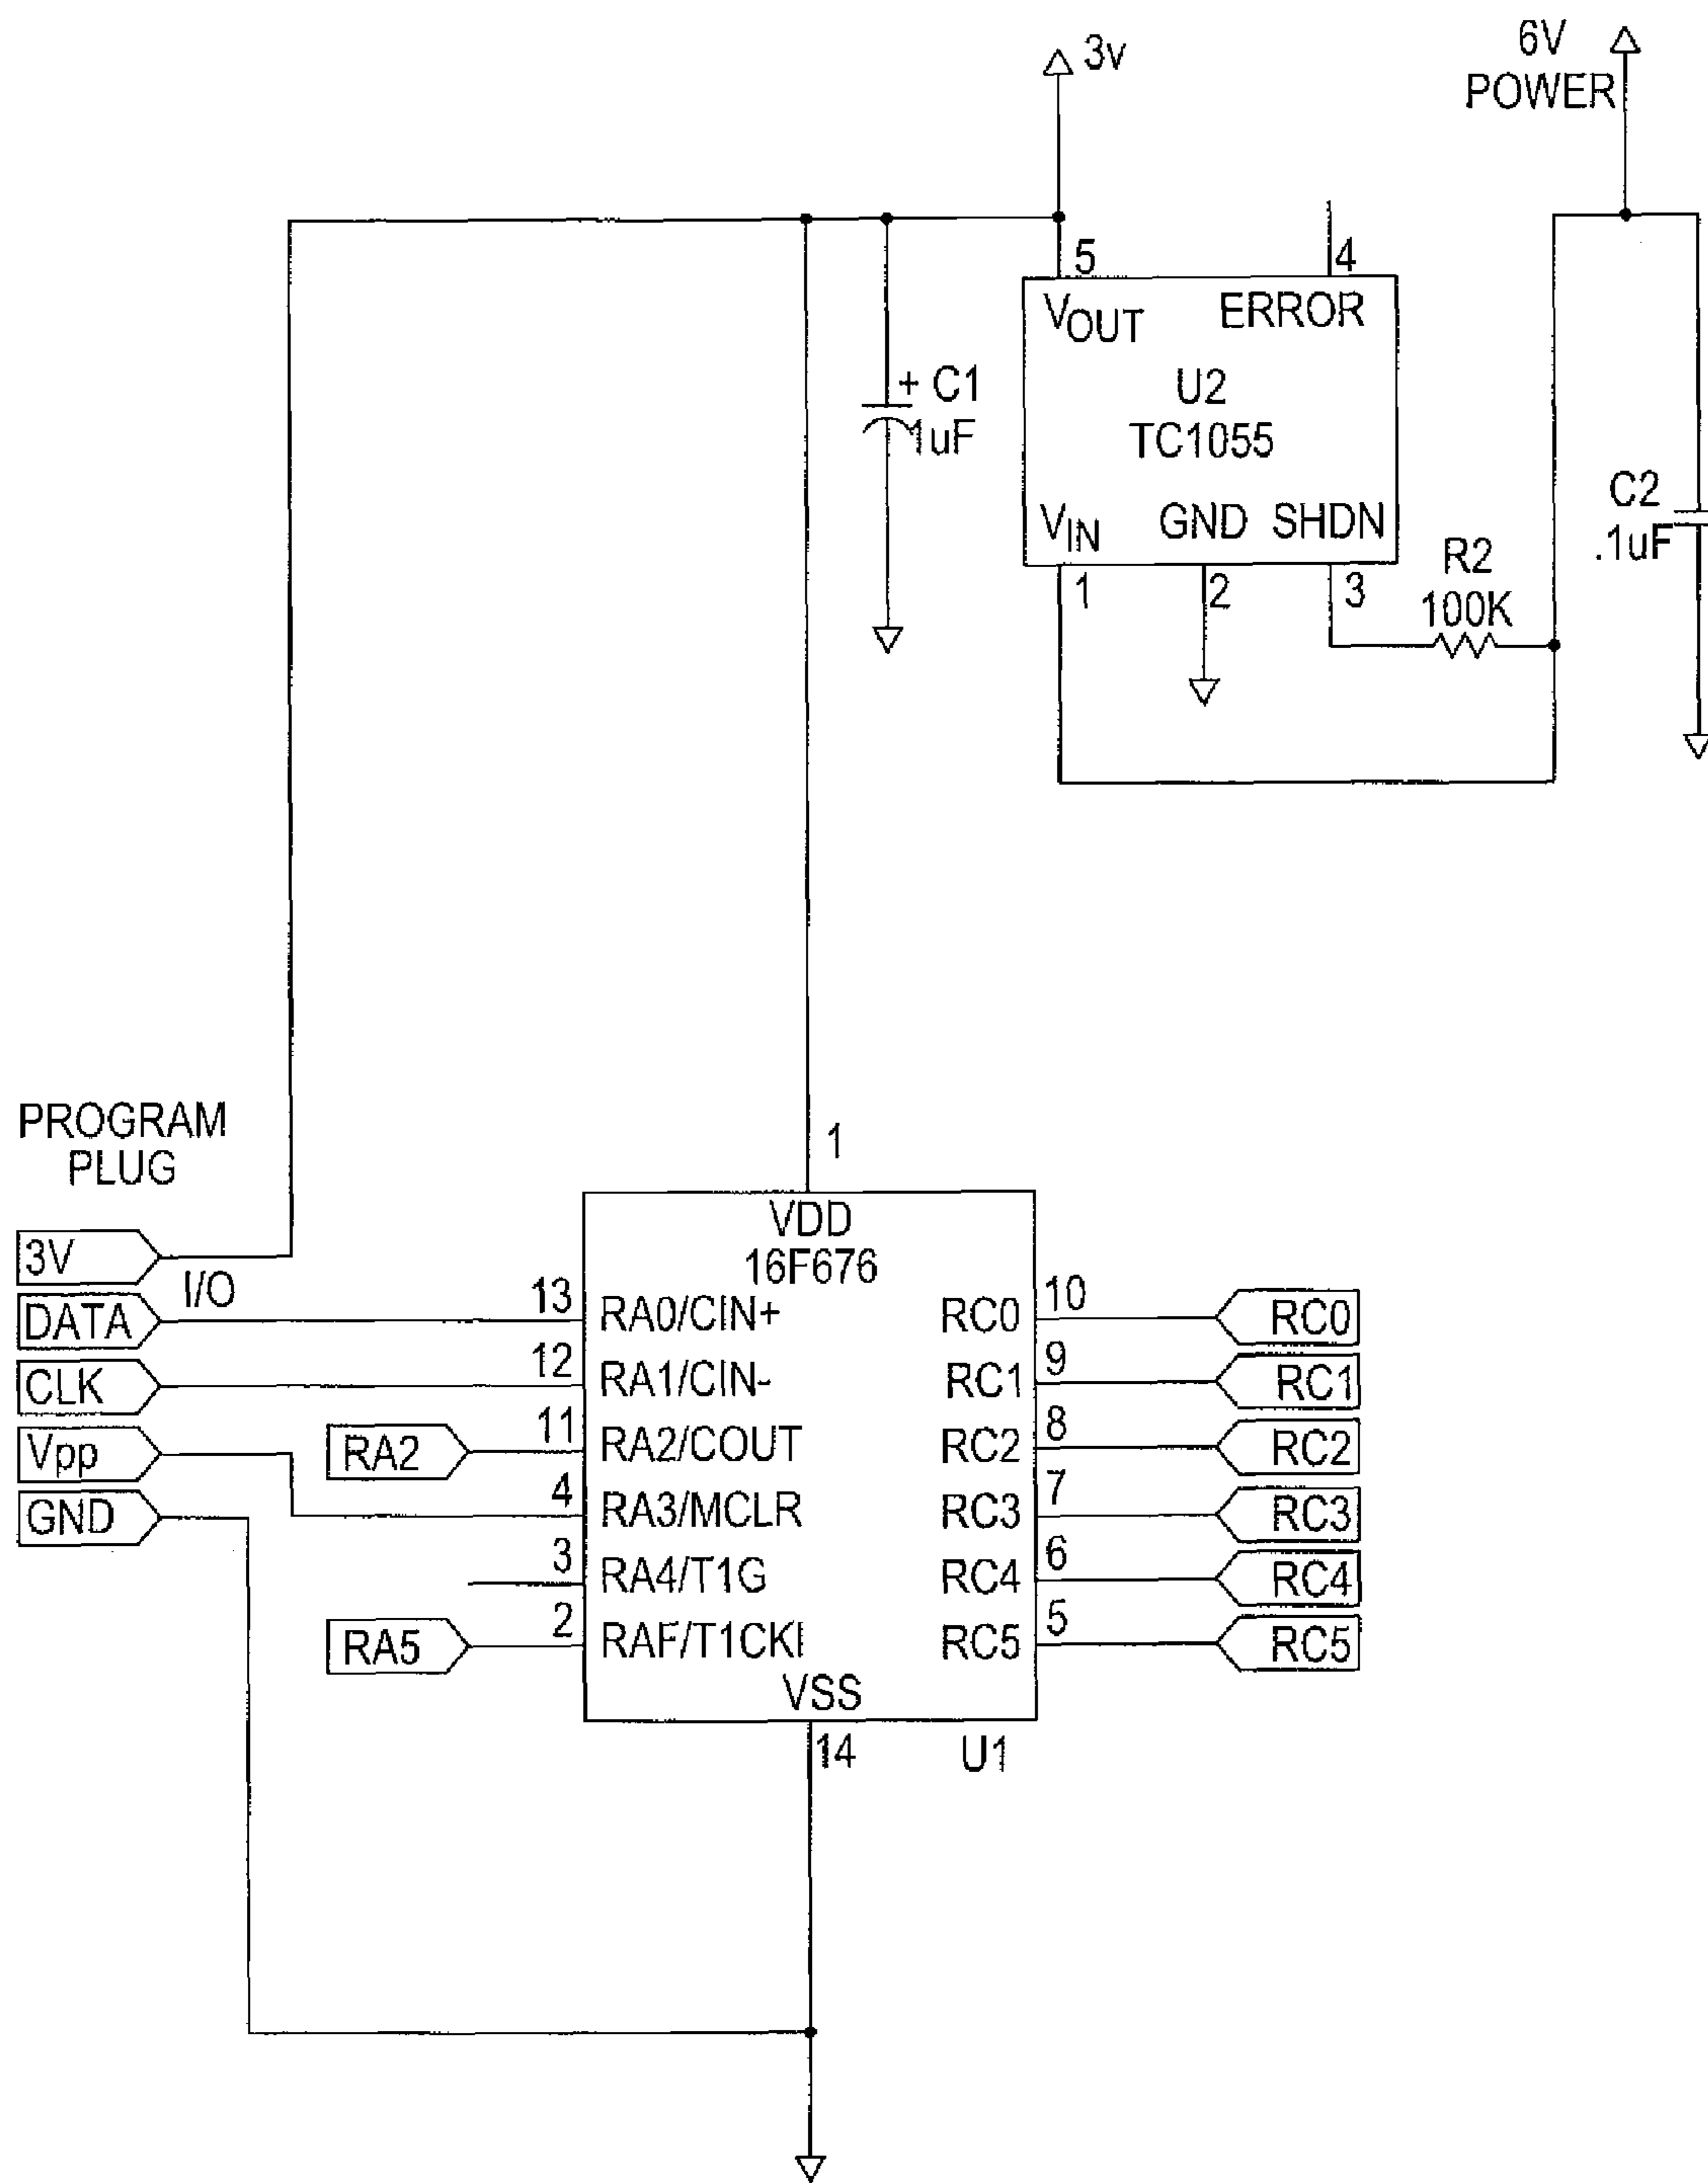 3v
6V
POWER
5
4
VOUT
ERROR
U2
TC1055
VIN
GND
SHDN
1
2
3
+ C1
1uF
R2
100K
C2
.1uF
PROGRAM
PLUG
3V
I/O
DATA
CLK
Vpp
GND
RA2
RA5
1
VDD
16F676
13
RA0/CIN+
12
RA1/CIN-
11
RA2/COUT
4
RA3/MCLR
3
RA4/T1G
2
RAF/T1CKI
VSS
14
U1
RC0
10
RC0
RC1
9
RC1
RC2
8
RC2
RC3
7
RC3
RC4
6
RC4
RC5
5
RC5